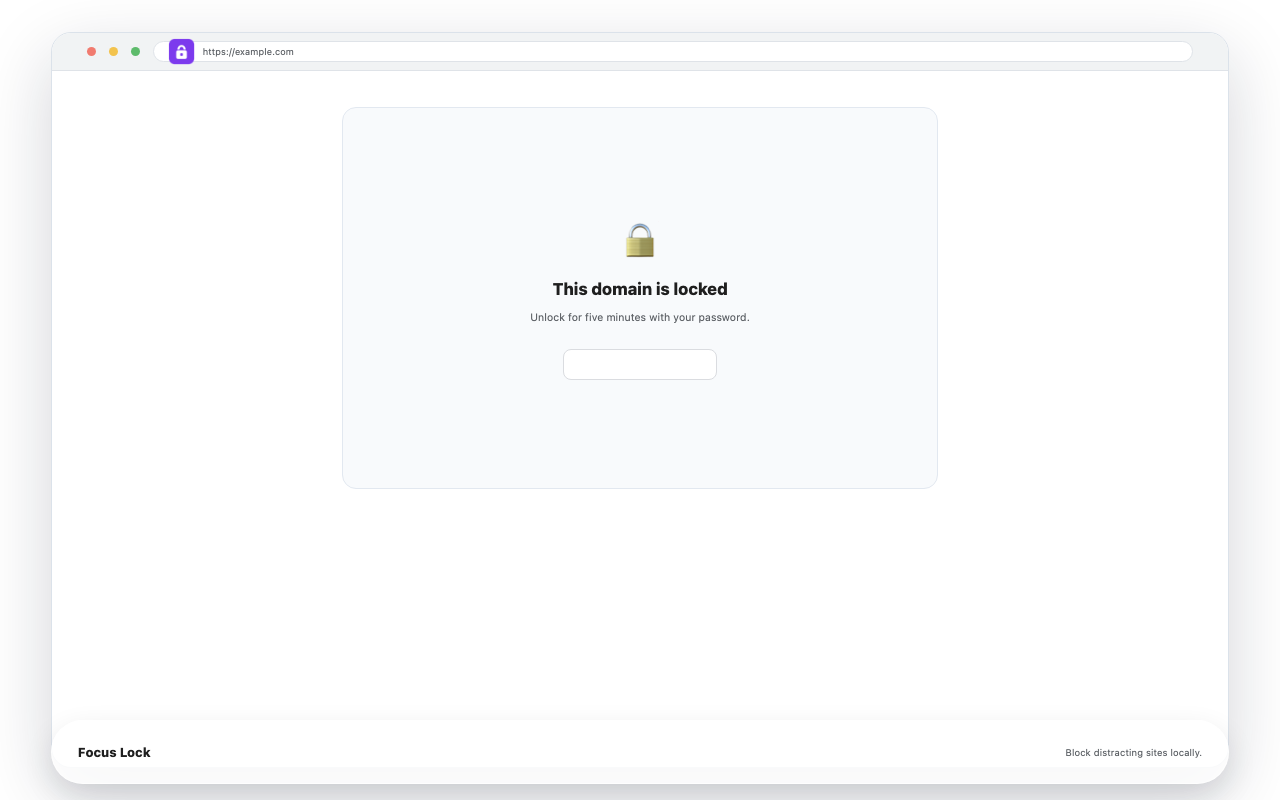 https://example.com
This domain is locked
Unlock for five minutes with your password.
Focus Lock
Block distracting sites locally.